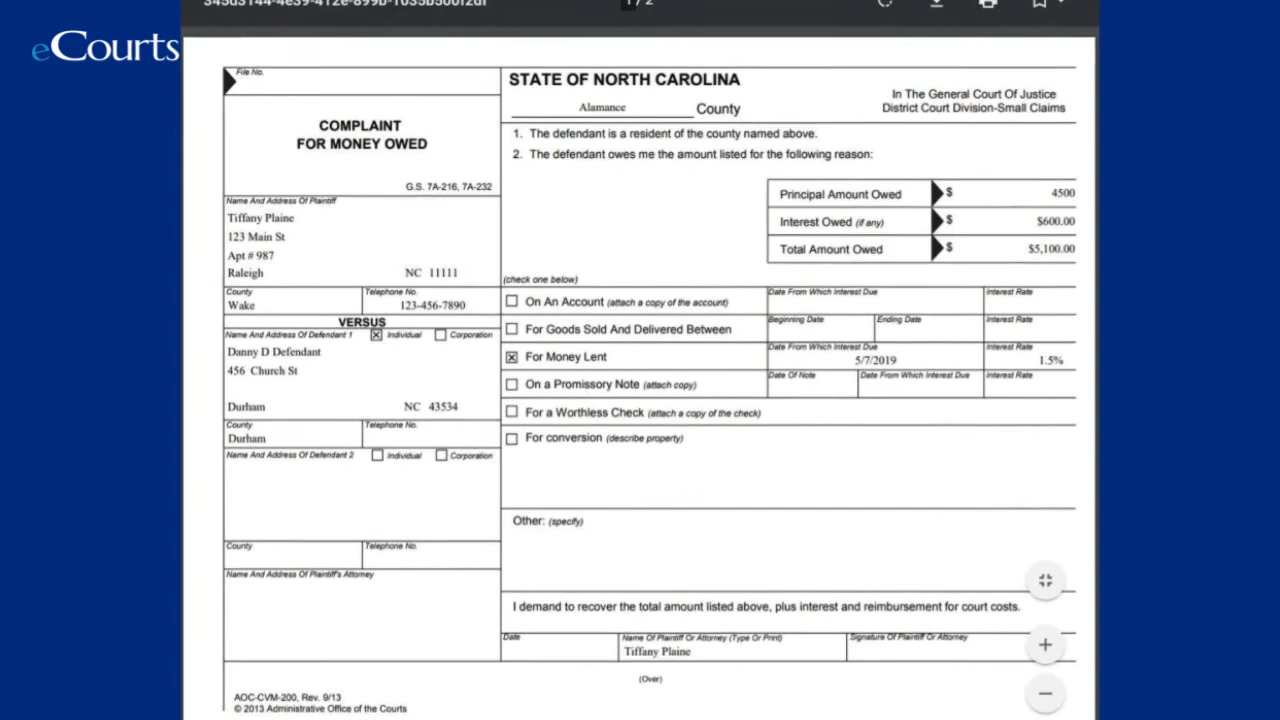 345d3144-4e39-412e-899b-1035b500f2df
1 / 2
eCourts
File No.
COMPLAINT
FOR MONEY OWED
G.S. 7A-216, 7A-232
STATE OF NORTH CAROLINA
Alamance County
In The General Court Of Justice
District Court Division-Small Claims
1. The defendant is a resident of the county named above.
2. The defendant owes me the amount listed for the following reason:
Principal Amount Owed $ 4500
Interest Owed (if any) $ $600.00
Total Amount Owed $ $5,100.00
Name And Address Of Plaintiff
Tiffany Plaine
123 Main St
Apt # 987
Raleigh NC 11111
County Telephone No.
Wake 123-456-7890
VERSUS
Name And Address Of Defendant 1 Individual Corporation
Danny D Defendant
456 Church St
Durham NC 43534
County Telephone No.
Durham
Name And Address Of Defendant 2 Individual Corporation
County Telephone No.
Name And Address Of Plaintiff's Attorney
(check one below)
On An Account (attach a copy of the account) Date From Which Interest Due Interest Rate
For Goods Sold And Delivered Between Beginning Date Ending Date Interest Rate
For Money Lent Date From Which Interest Due Interest Rate
5/7/2019 1.5%
On a Promissory Note (attach copy) Date Of Note Date From Which Interest Due Interest Rate
For a Worthless Check (attach a copy of the check)
For conversion (describe property)
Other: (specify)
I demand to recover the total amount listed above, plus interest and reimbursement for court costs.
Date Name Of Plaintiff Or Attorney (Type Or Print) Signature Of Plaintiff Or Attorney
Tiffany Plaine
(Over)
AOC-CVM-200, Rev. 9/13
© 2013 Administrative Office of the Courts